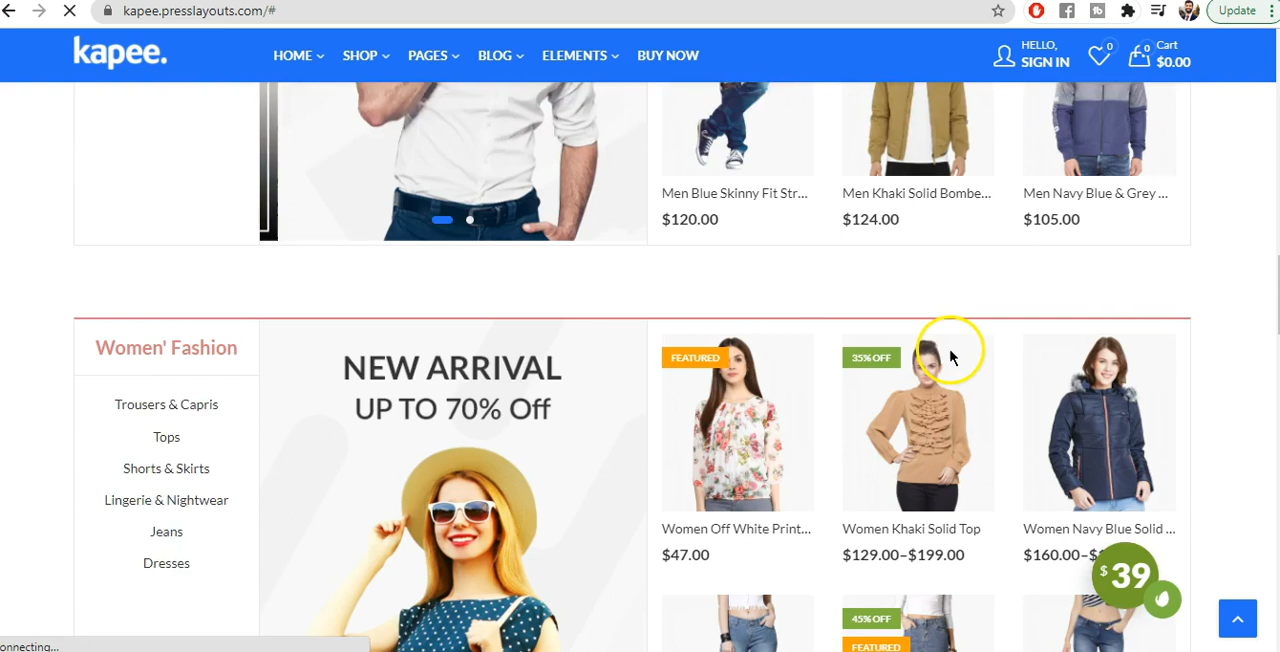 kapee.presslayouts.com/#
Update
kapee.
HOME
SHOP
PAGES
BLOG
ELEMENTS
BUY NOW
HELLO,
SIGN IN
0
0
Cart
$0.00
Men Blue Skinny Fit Str...
$120.00
Men Khaki Solid Bombe...
$124.00
Men Navy Blue & Grey ...
$105.00
Women' Fashion
Trousers & Capris
Tops
Shorts & Skirts
Lingerie & Nightwear
Jeans
Dresses
NEW ARRIVAL
UP TO 70% Off
FEATURED
Women Off White Print...
$47.00
35% OFF
Women Khaki Solid Top
$129.00–$199.00
Women Navy Blue Solid ...
$160.00–$
$39
45% OFF
FEATURED
onnecting...